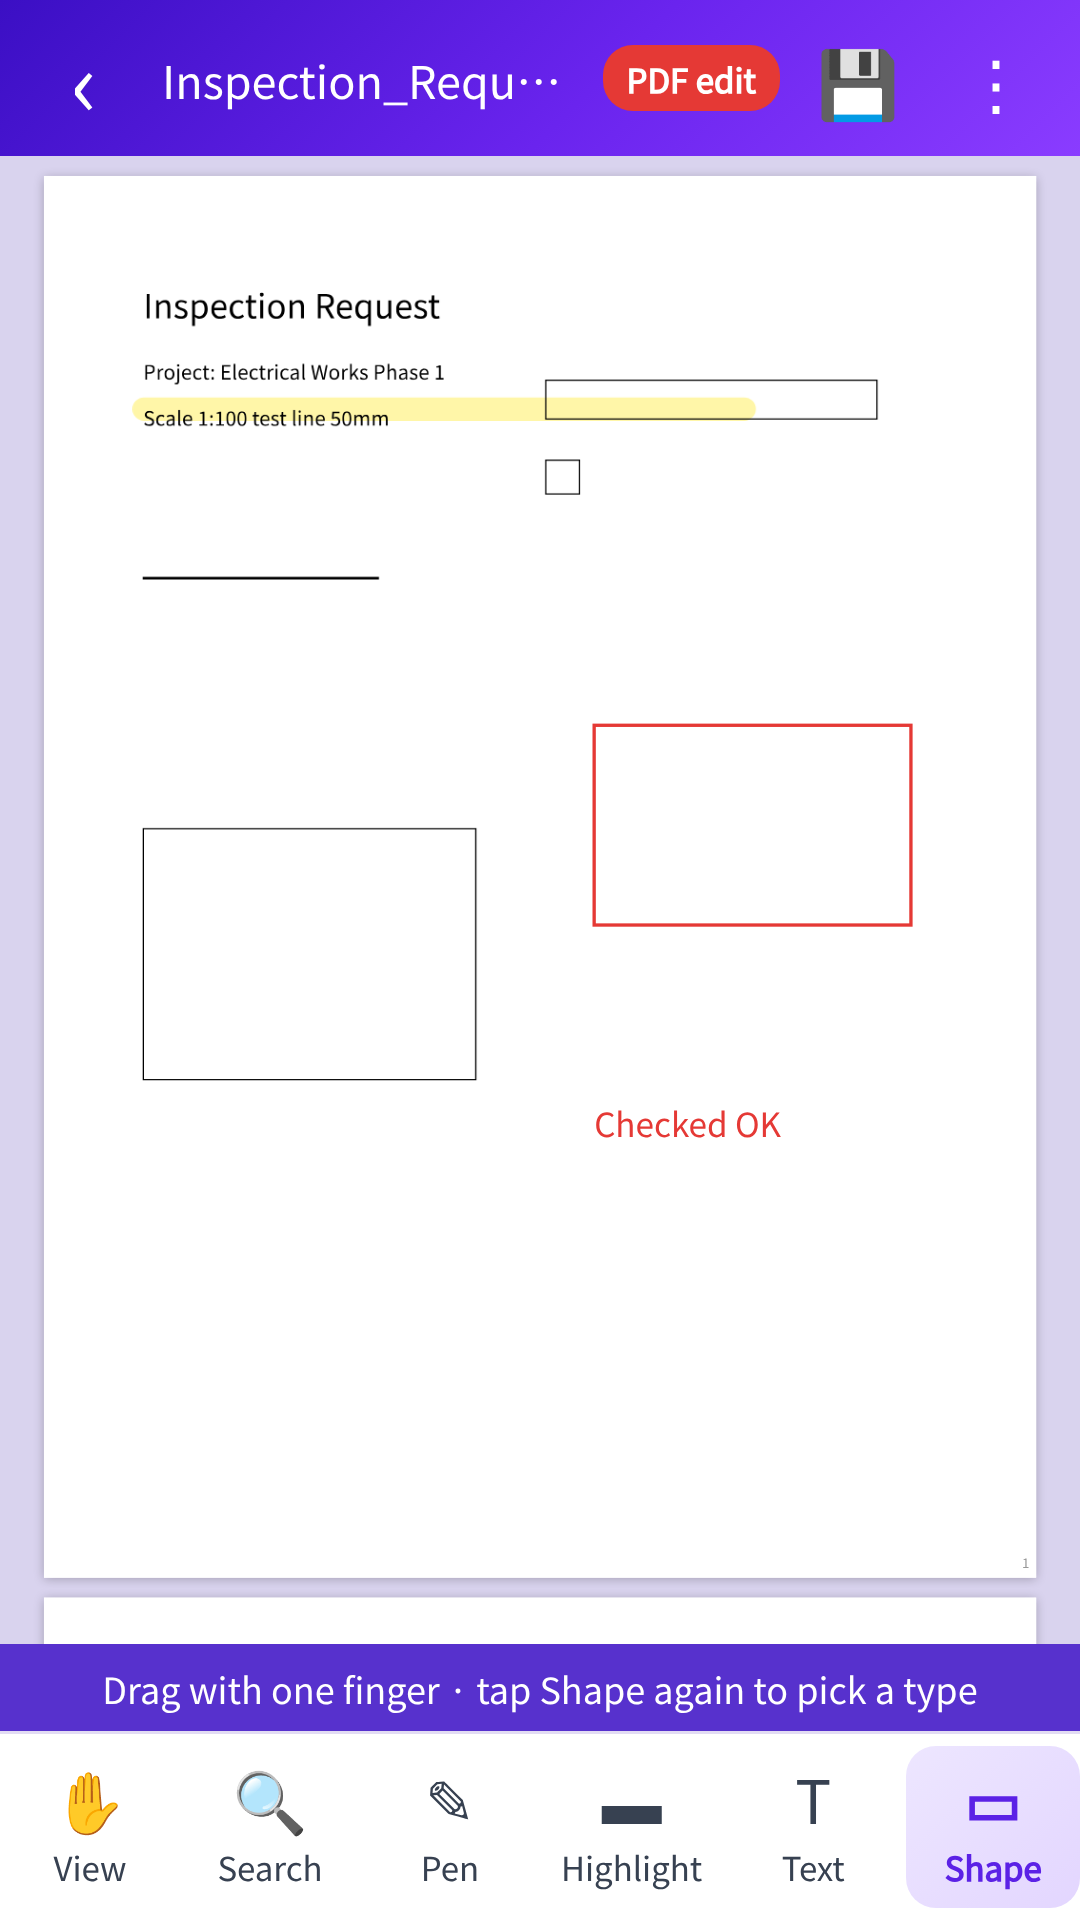 Inspection_Requ...
PDF edit
Inspection Request
Project: Electrical Works Phase 1
Scale 1:100 test line 50mm
Checked OK
1
Drag with one finger · tap Shape again to pick a type
View
Search
Pen
Highlight
T
Text
Shape